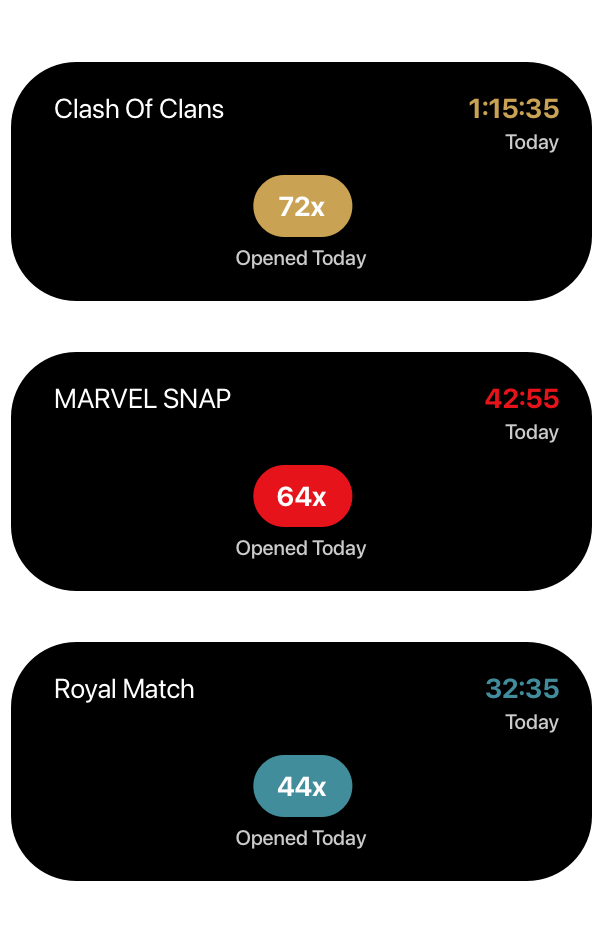 Clash Of Clans
1:15:35
Today
72x
Opened Today
MARVEL SNAP
42:55
Today
64x
Opened Today
Royal Match
32:35
Today
44x
Opened Today